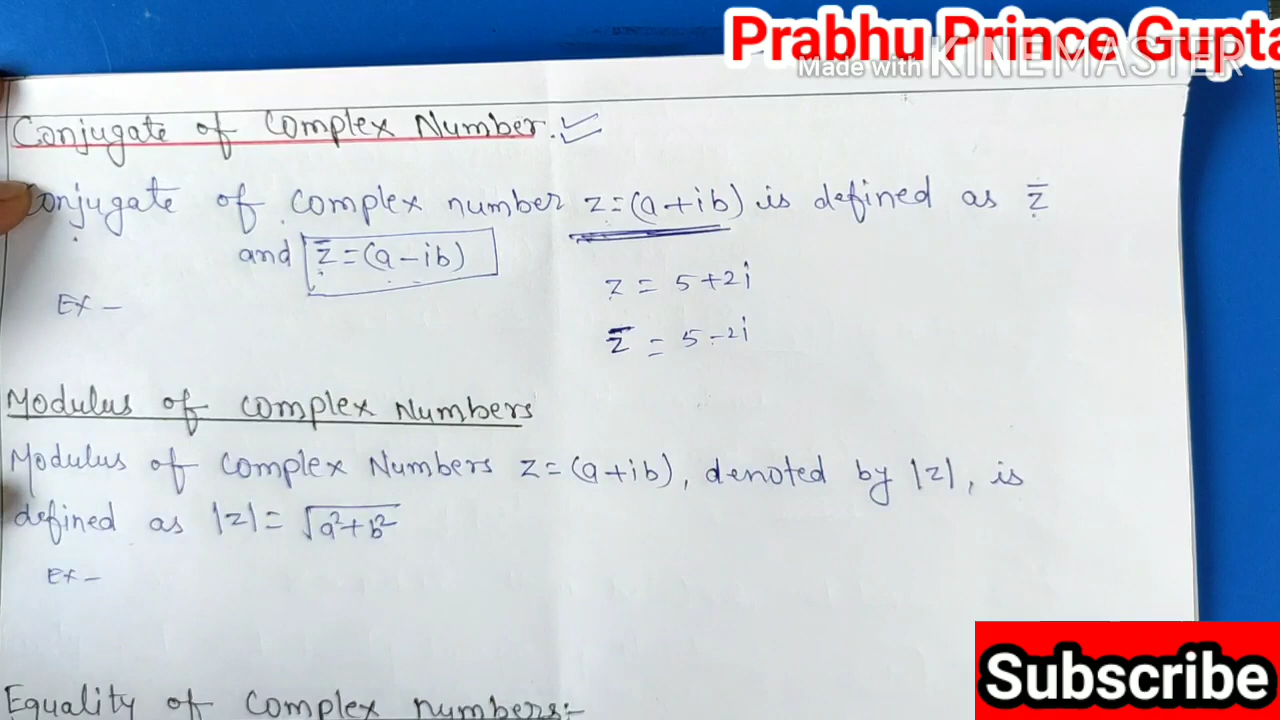 Prabhu Prince Gupta
Made with KINEMASTER
Conjugate of Complex Number.
Conjugate of complex number z=(a+ib) is defined as z̅
and z̅=(a-ib)
z = 5+2i
Ex -
z̅ = 5-2i
Modulus of complex Numbers
Modulus of complex Numbers z=(a+ib), denoted by |z|, is
defined as |z|= √a²+b²
Ex -
Subscribe
Equality of complex numbers:-